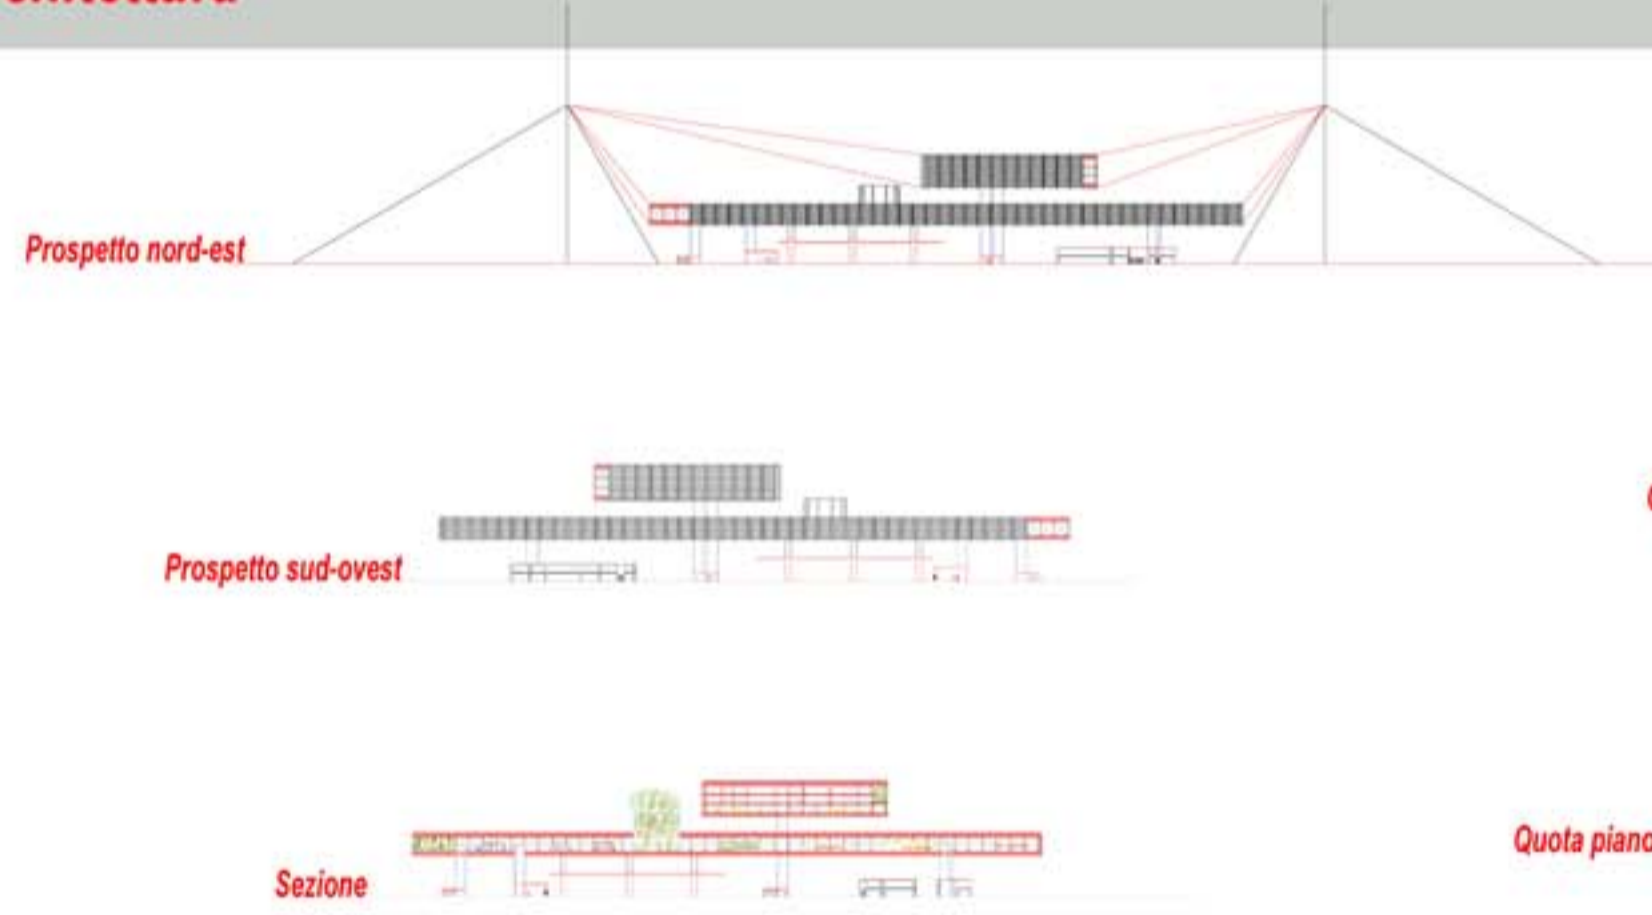 Prospetto nord-est
Prospetto sud-ovest
Sezione
Quota piano